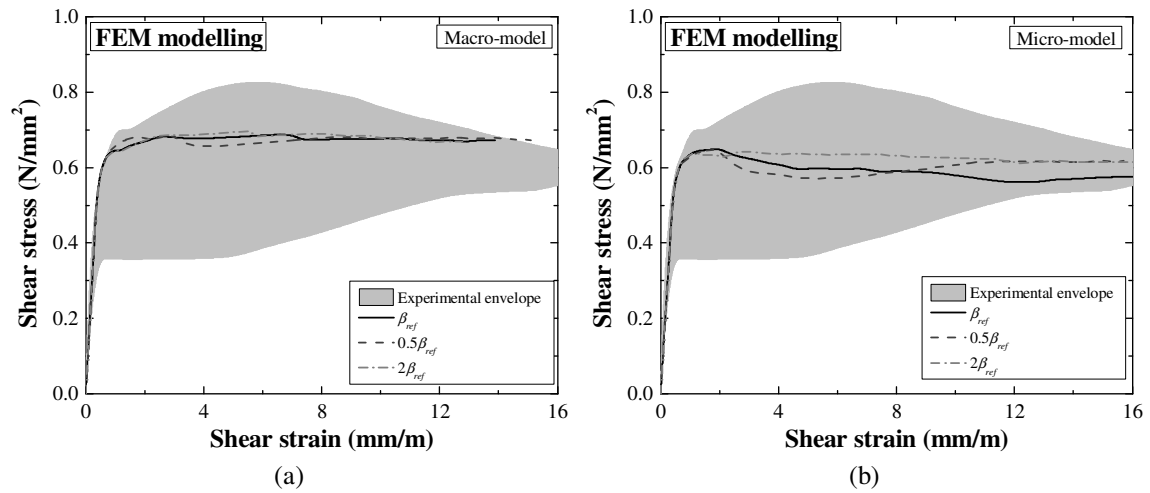 FEM modelling
Macro-model
1.0
0.8
0.6
0.4
0.2
0.0
Shear stress (N/mm²)
Experimental envelope
βref
0.5βref
2βref
0 4 8 12 16
Shear strain (mm/m)
(a)
FEM modelling
Micro-model
1.0
0.8
0.6
0.4
0.2
0.0
Shear stress (N/mm²)
Experimental envelope
βref
0.5βref
2βref
0 4 8 12 16
Shear strain (mm/m)
(b)